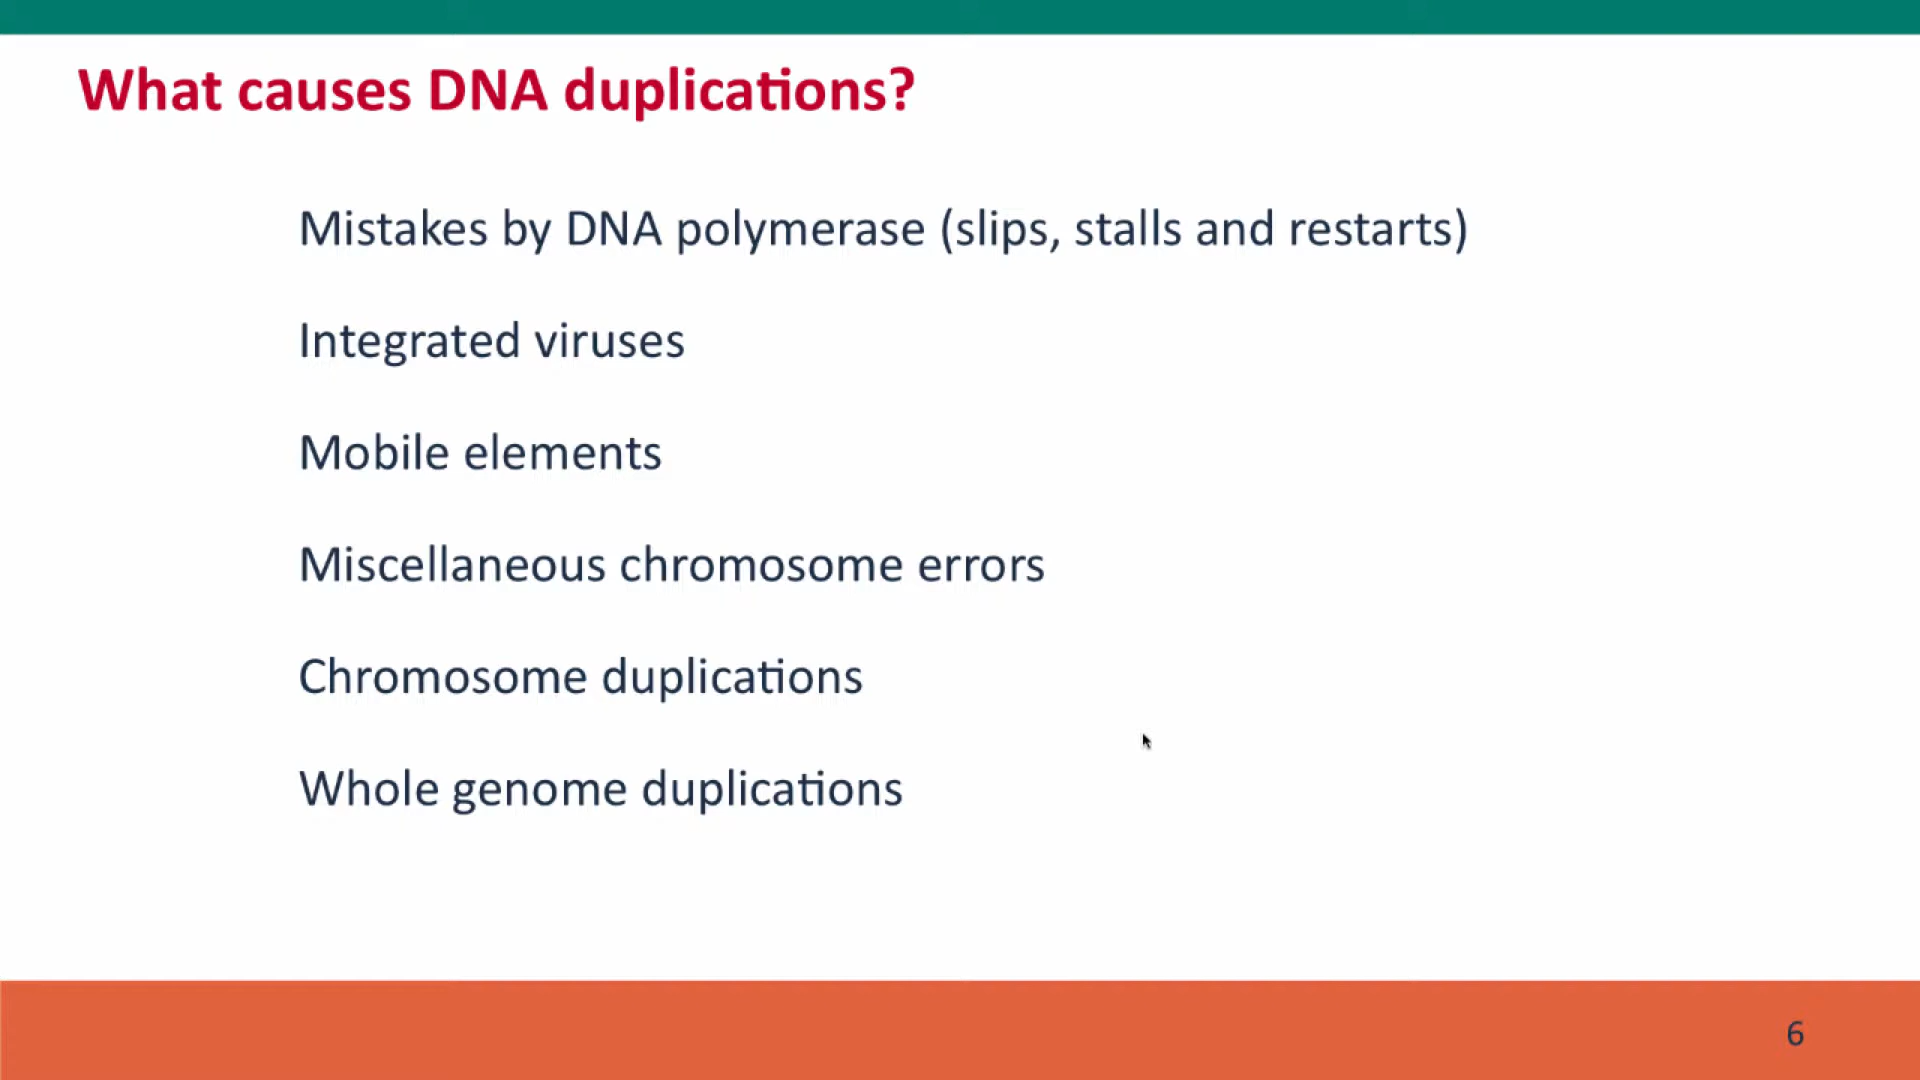 What causes DNA duplications?
Mistakes by DNA polymerase (slips, stalls and restarts)
Integrated viruses
Mobile elements
Miscellaneous chromosome errors
Chromosome duplications
Whole genome duplications
6